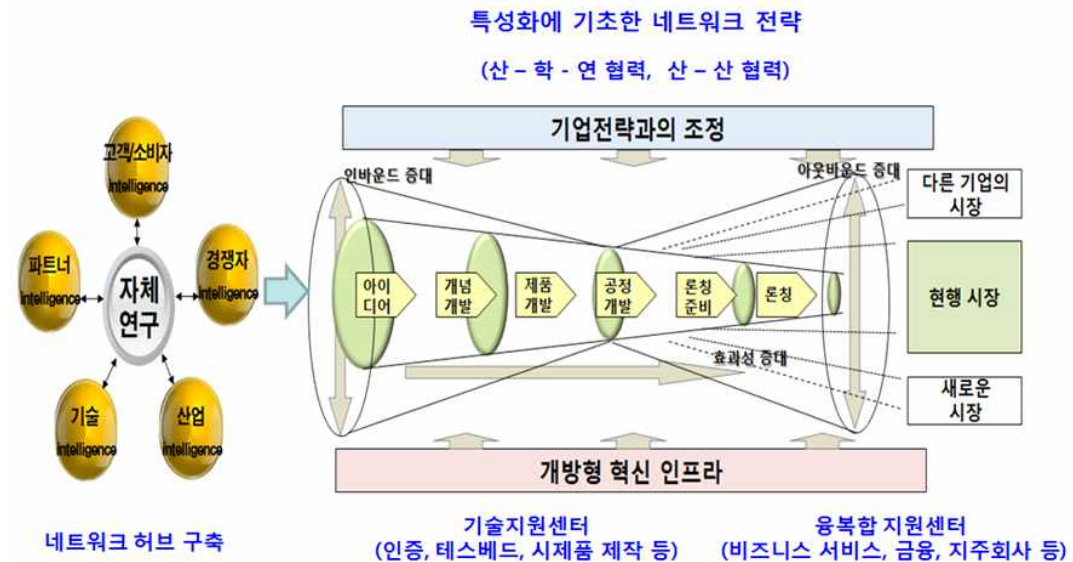 특성화에 기초한 네트워크 전략
(산 – 학 - 연 협력, 산 – 산 협력)
기업전략과의 조정
고객/소비자
intelligence
파트너
intelligence
경쟁자
intelligence
자체
연구
기술
intelligence
산업
intelligence
인바운드 증대
아웃바운드 증대
아이
디어
개념
개발
제품
개발
공정
개발
론칭
준비
론칭
효과성 증대
다른 기업의
시장
현행 시장
새로운
시장
개방형 혁신 인프라
네트워크 허브 구축
기술지원센터
(인증, 테스베드, 시제품 제작 등)
융복합 지원센터
(비즈니스 서비스, 금융, 지주회사 등)